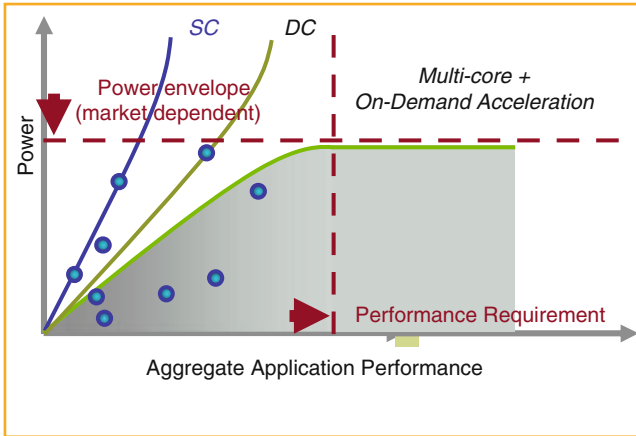 SC
DC
Power envelope
(market dependent)
Multi-core +
On-Demand Acceleration
Power
Performance Requirement
Aggregate Application Performance